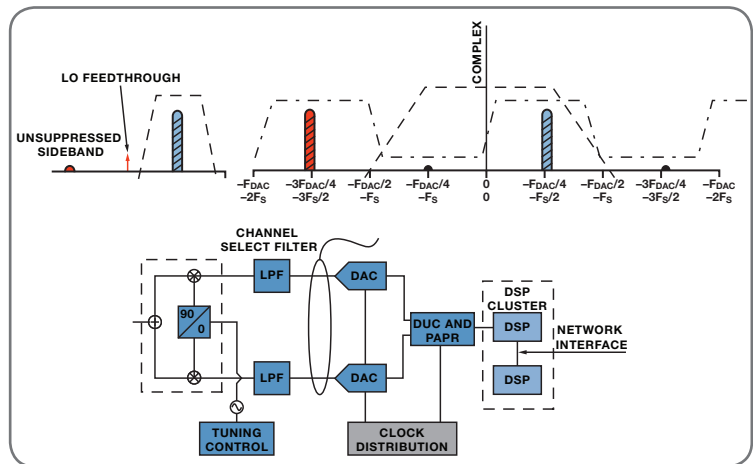 COMPLEX
LO FEEDTHROUGH
UNSUPPRESSED
SIDEBAND
–FDAC –3FDAC/4 –FDAC/2 –FDAC/4 0 –FDAC/4 –FDAC/2 –3FDAC/4 –FDAC
–2FS –3FS/2 –FS –FS 0 –FS/2 –FS –3FS/2 –2FS
CHANNEL
SELECT FILTER
LPF
DAC
90
0
DUC AND
PAPR
DSP
CLUSTER
DSP
NETWORK
INTERFACE
DSP
LPF
DAC
TUNING
CONTROL
CLOCK
DISTRIBUTION